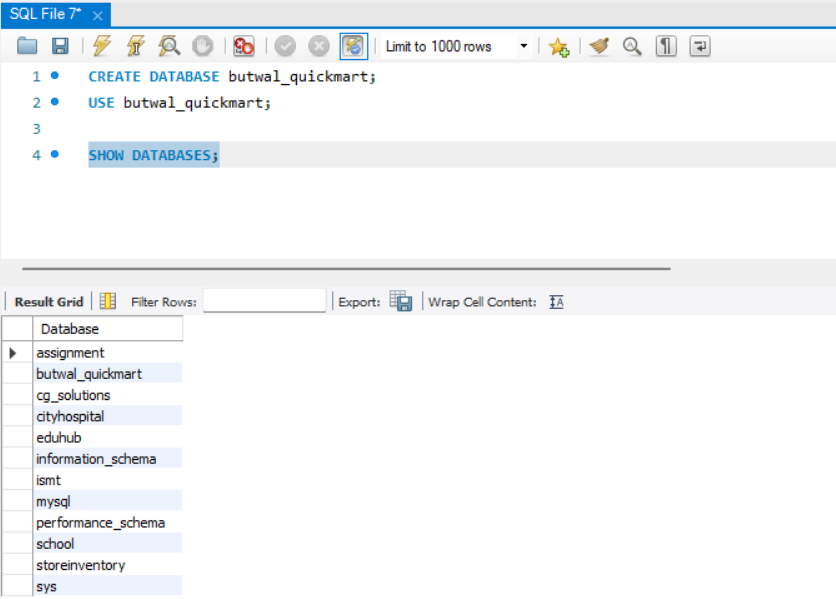 SQL File 7*
Limit to 1000 rows
1 CREATE DATABASE butwal_quickmart;
2 USE butwal_quickmart;
3
4 SHOW DATABASES;
Result Grid Filter Rows: Export: Wrap Cell Content:
Database
assignment
butwal_quickmart
cg_solutions
cityhospital
eduhub
information_schema
ismt
mysql
performance_schema
school
storeinventory
sys